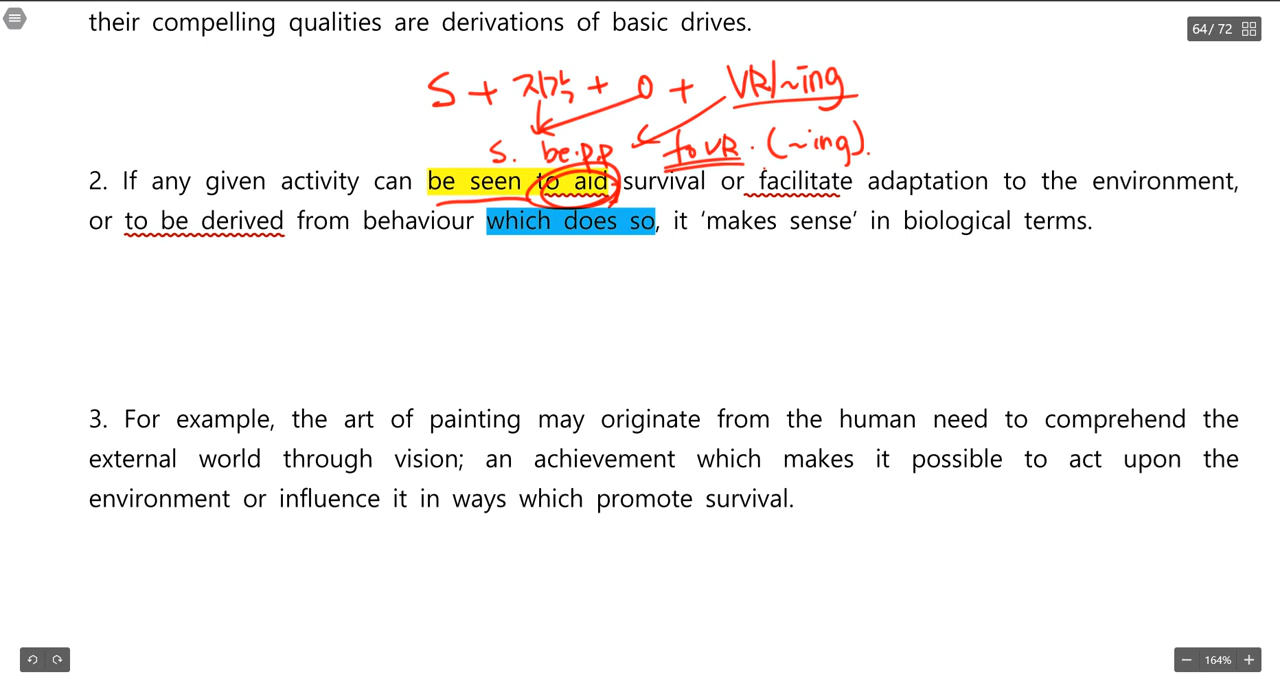 their compelling qualities are derivations of basic drives.
64/ 72
S + 지각 + O + VR/~ing
S. be.pp to VR. (~ing).
2. If any given activity can be seen to aid survival or facilitate adaptation to the environment,
or to be derived from behaviour which does so, it ‘makes sense’ in biological terms.
3. For example, the art of painting may originate from the human need to comprehend the
external world through vision; an achievement which makes it possible to act upon the
environment or influence it in ways which promote survival.
164%